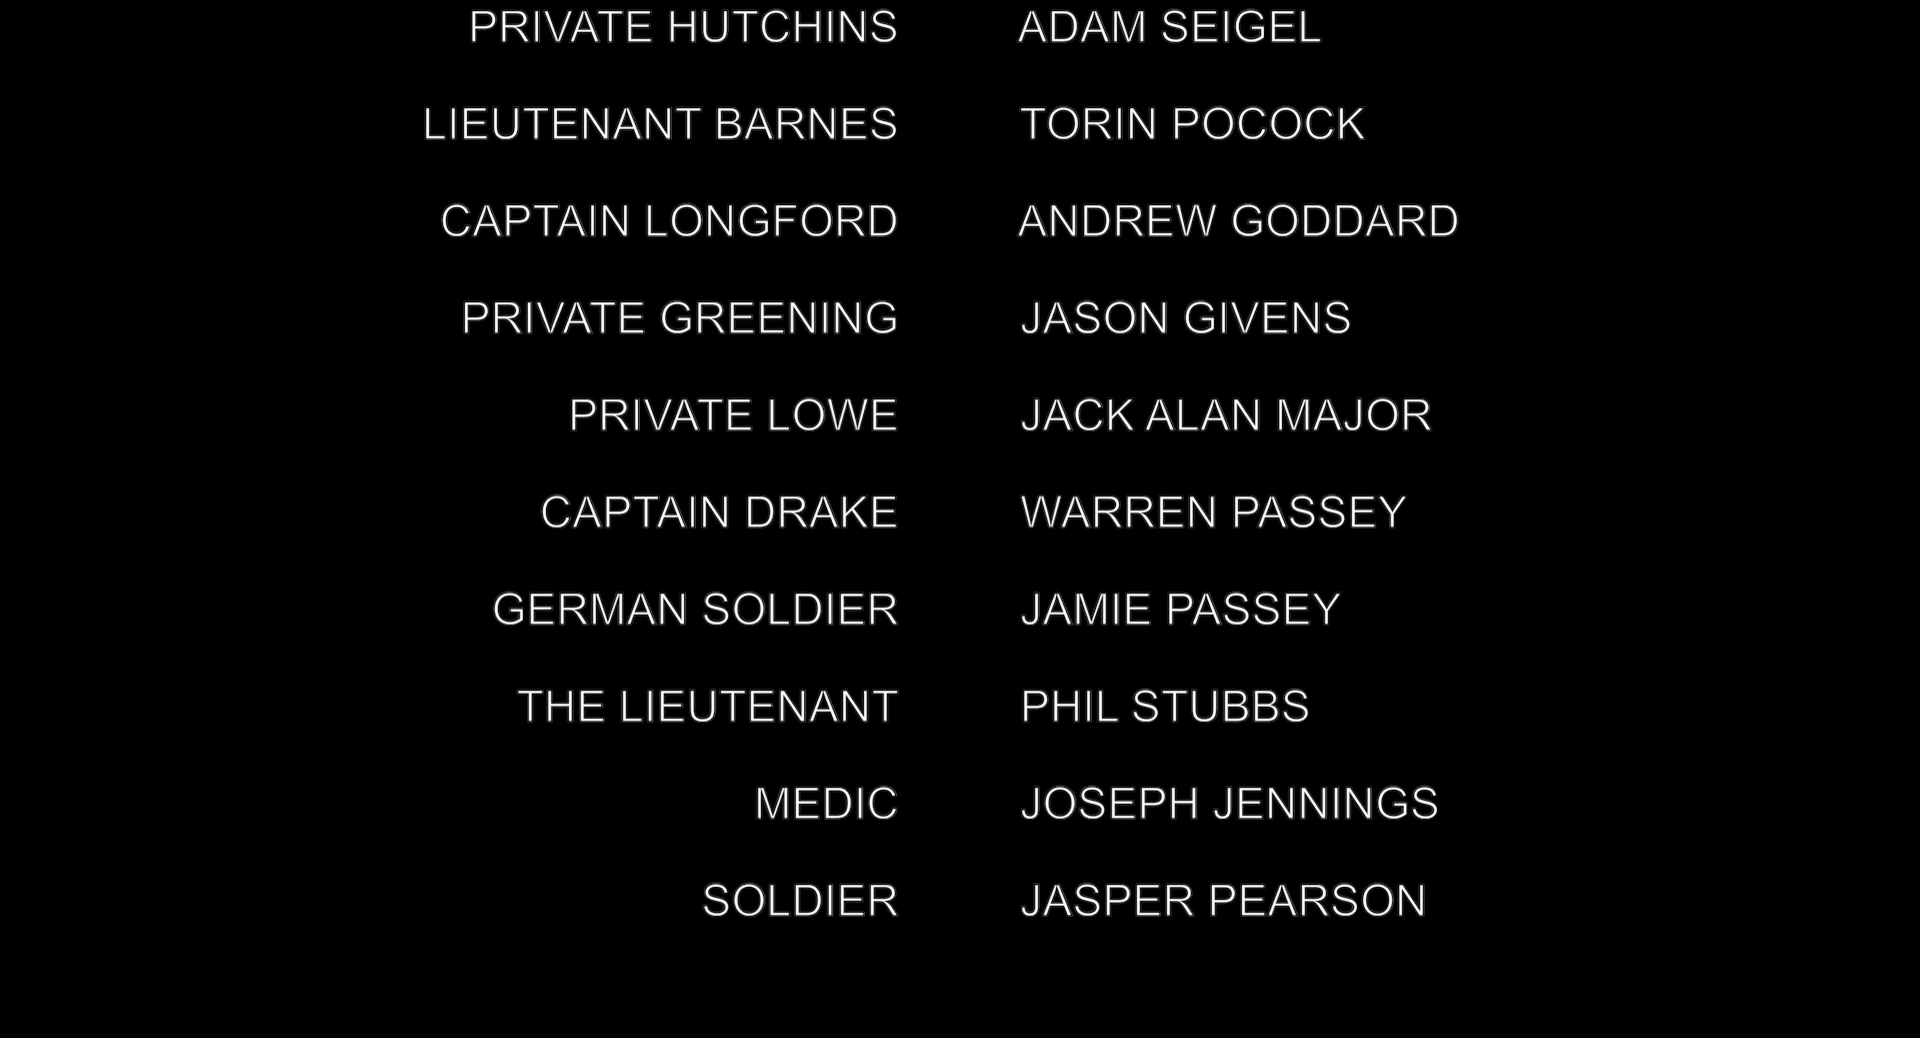 PRIVATE HUTCHINS ADAM SEIGEL
LIEUTENANT BARNES TORIN POCOCK
CAPTAIN LONGFORD ANDREW GODDARD
PRIVATE GREENING JASON GIVENS
PRIVATE LOWE JACK ALAN MAJOR
CAPTAIN DRAKE WARREN PASSEY
GERMAN SOLDIER JAMIE PASSEY
THE LIEUTENANT PHIL STUBBS
MEDIC JOSEPH JENNINGS
SOLDIER JASPER PEARSON